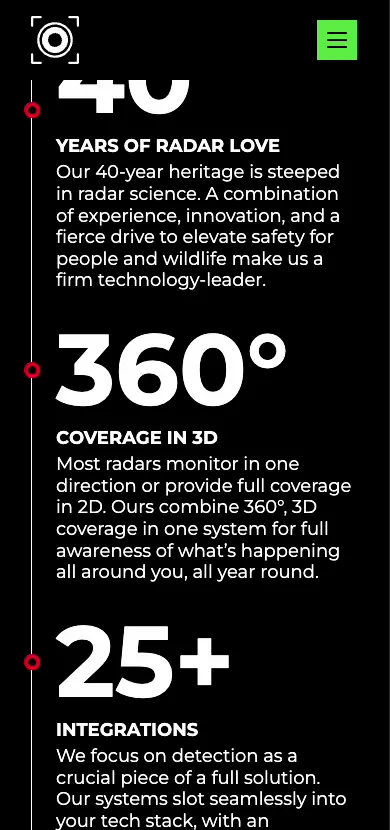 40
YEARS OF RADAR LOVE
Our 40-year heritage is steeped
in radar science. A combination
of experience, innovation, and a
fierce drive to elevate safety for
people and wildlife make us a
firm technology-leader.
360°
COVERAGE IN 3D
Most radars monitor in one
direction or provide full coverage
in 2D. Ours combine 360°, 3D
coverage in one system for full
awareness of what’s happening
all around you, all year round.
25+
INTEGRATIONS
We focus on detection as a
crucial piece of a full solution.
Our systems slot seamlessly into
your tech stack, with an